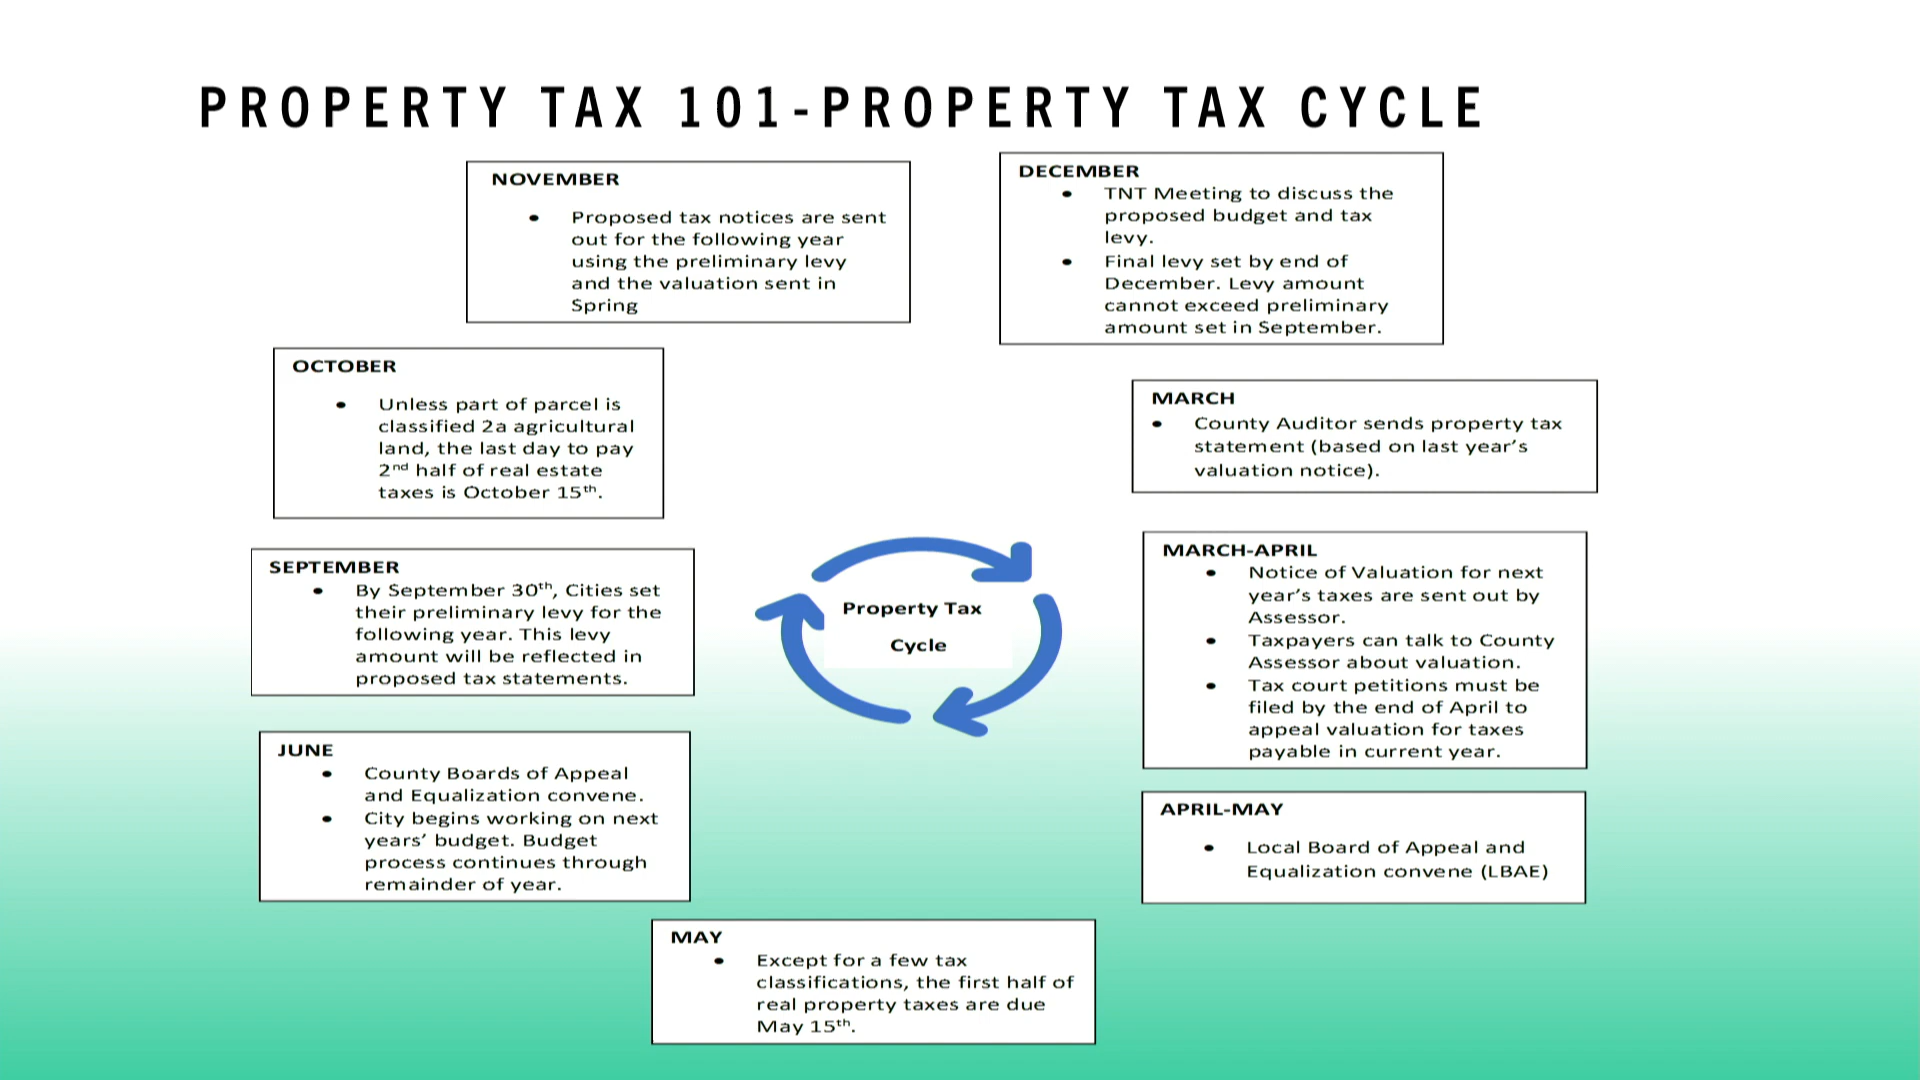 PROPERTY TAX 101-PROPERTY TAX CYCLE
NOVEMBER
• Proposed tax notices are sent
out for the following year
using the preliminary levy
and the valuation sent in
Spring
DECEMBER
• TNT Meeting to discuss the
proposed budget and tax
levy.
• Final levy set by end of
December. Levy amount
cannot exceed preliminary
amount set in September.
OCTOBER
• Unless part of parcel is
classified 2a agricultural
land, the last day to pay
2nd half of real estate
taxes is October 15th.
MARCH
• County Auditor sends property tax
statement (based on last year’s
valuation notice).
SEPTEMBER
• By September 30th, Cities set
their preliminary levy for the
following year. This levy
amount will be reflected in
proposed tax statements.
Property Tax
Cycle
MARCH-APRIL
• Notice of Valuation for next
year’s taxes are sent out by
Assessor.
• Taxpayers can talk to County
Assessor about valuation.
• Tax court petitions must be
filed by the end of April to
appeal valuation for taxes
payable in current year.
JUNE
• County Boards of Appeal
and Equalization convene.
• City begins working on next
years’ budget. Budget
process continues through
remainder of year.
APRIL-MAY
• Local Board of Appeal and
Equalization convene (LBAE)
MAY
• Except for a few tax
classifications, the first half of
real property taxes are due
May 15th.